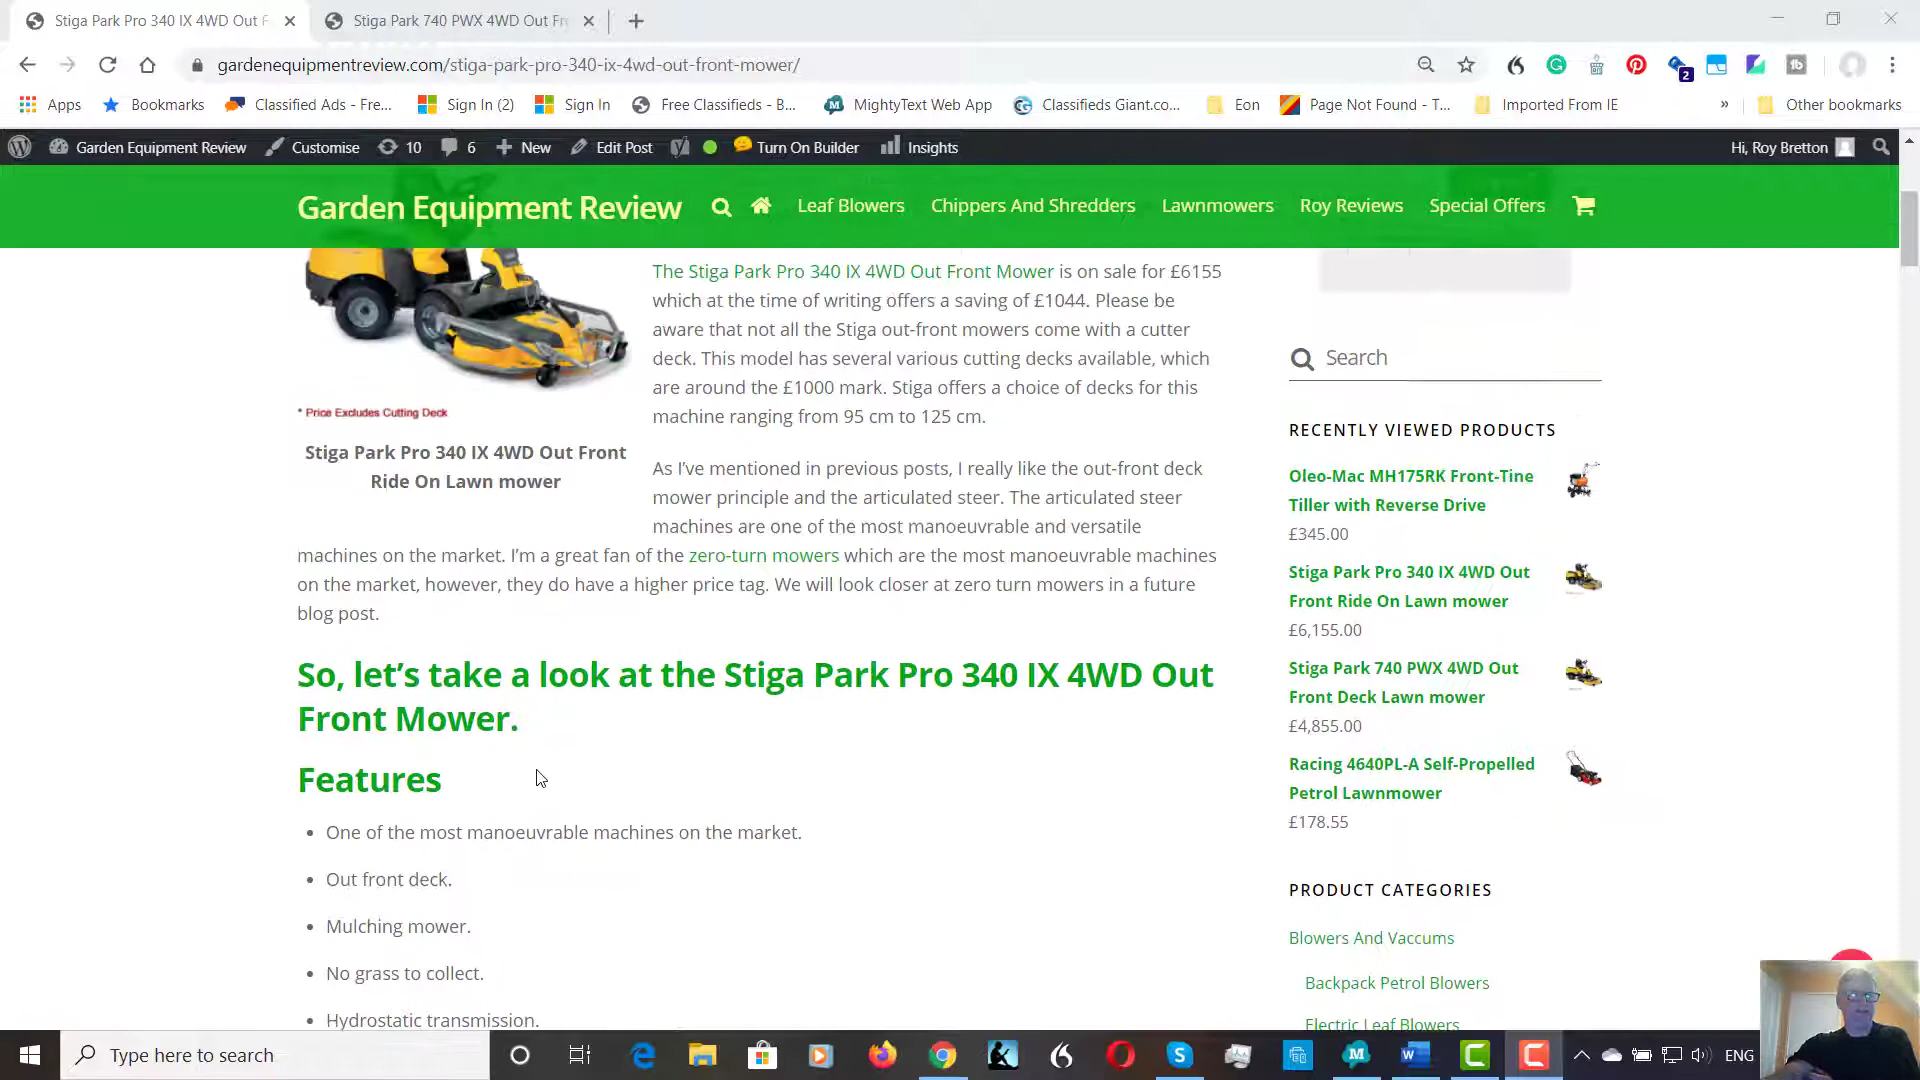 Stiga Park Pro 340 IX 4WD Out F
Stiga Park 740 PWX 4WD Out Fr
gardenequipmentreview.com/stiga-park-pro-340-ix-4wd-out-front-mower/
2
Apps
Bookmarks
Classified Ads - Fre...
Sign In (2)
Sign In
Free Classifieds - B...
MightyText Web App
Classifieds Giant.co...
Eon
Page Not Found - T...
Imported From IE
»
Other bookmarks
Garden Equipment Review
Customise
10
6
New
Edit Post
Turn On Builder
Insights
Hi, Roy Bretton
Garden Equipment Review
Leaf Blowers
Chippers And Shredders
Lawnmowers
Roy Reviews
Special Offers
* Price Excludes Cutting Deck
Stiga Park Pro 340 IX 4WD Out Front
Ride On Lawn mower
The Stiga Park Pro 340 IX 4WD Out Front Mower is on sale for £6155
which at the time of writing offers a saving of £1044. Please be
aware that not all the Stiga out-front mowers come with a cutter
deck. This model has several various cutting decks available, which
are around the £1000 mark. Stiga offers a choice of decks for this
machine ranging from 95 cm to 125 cm.
As I’ve mentioned in previous posts, I really like the out-front deck
mower principle and the articulated steer. The articulated steer
machines are one of the most manoeuvrable and versatile
machines on the market. I’m a great fan of the zero-turn mowers which are the most manoeuvrable machines
on the market, however, they do have a higher price tag. We will look closer at zero turn mowers in a future
blog post.
So, let’s take a look at the Stiga Park Pro 340 IX 4WD Out
Front Mower.
Features
• One of the most manoeuvrable machines on the market.
• Out front deck.
• Mulching mower.
• No grass to collect.
• Hydrostatic transmission.
Search
RECENTLY VIEWED PRODUCTS
Oleo-Mac MH175RK Front-Tine
Tiller with Reverse Drive
£345.00
Stiga Park Pro 340 IX 4WD Out
Front Ride On Lawn mower
£6,155.00
Stiga Park 740 PWX 4WD Out
Front Deck Lawn mower
£4,855.00
Racing 4640PL-A Self-Propelled
Petrol Lawnmower
£178.55
PRODUCT CATEGORIES
Blowers And Vaccums
Backpack Petrol Blowers
Electric Leaf Blowers
Type here to search
ENG